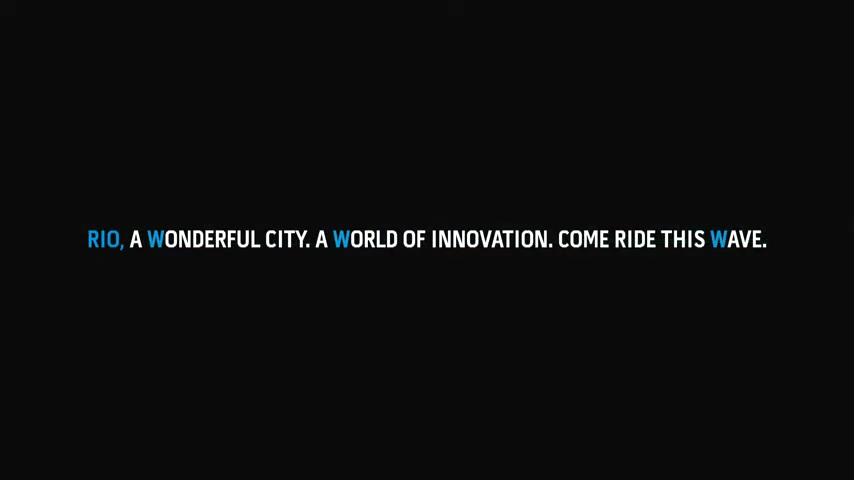 RIO, A WONDERFUL CITY. A WORLD OF INNOVATION. COME RIDE THIS WAVE.